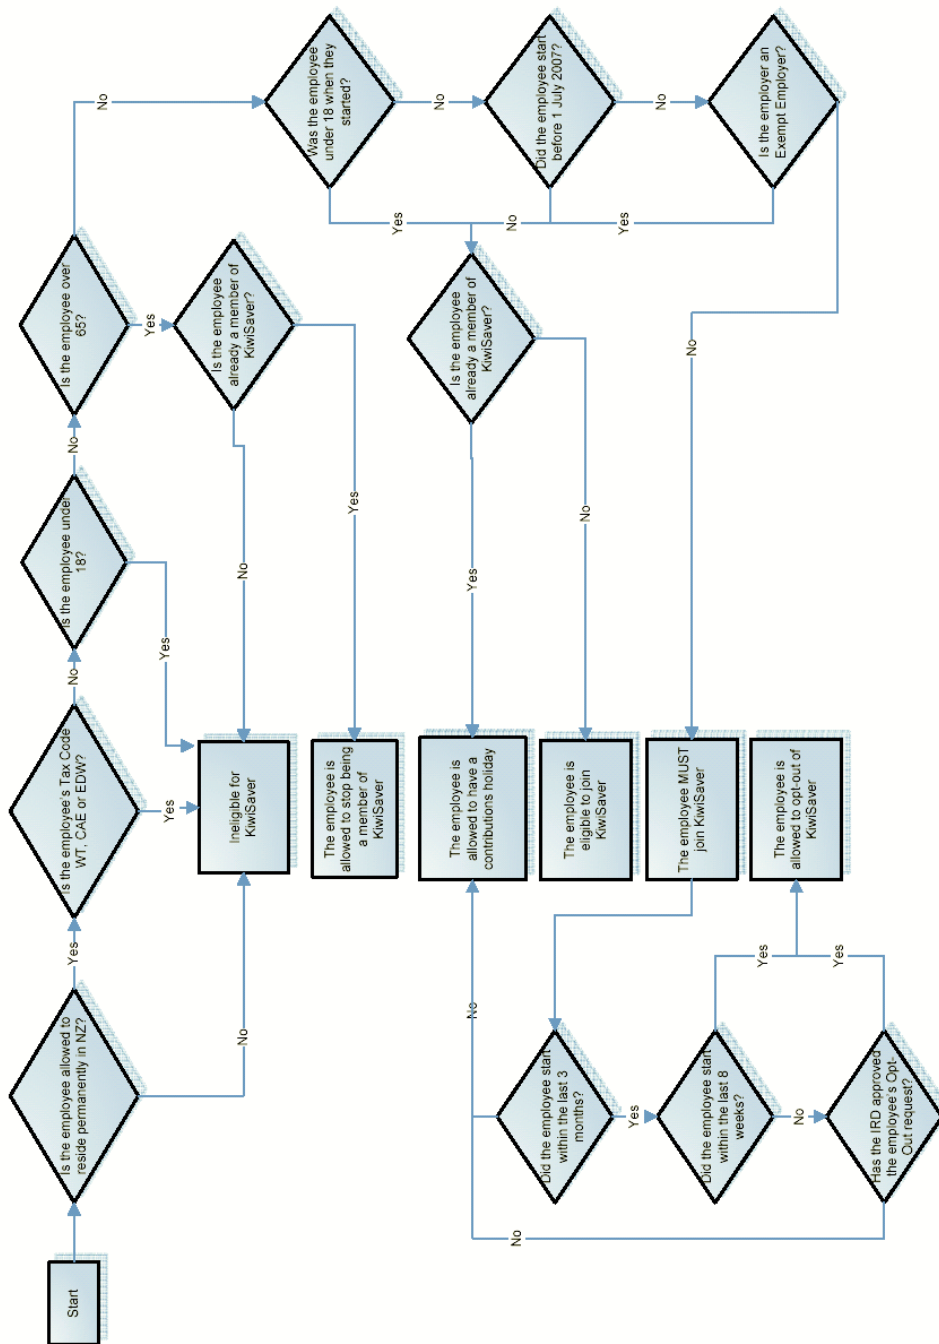 Start
Is the employee allowed to
reside permanently in NZ?
Yes
No
Is the employee's Tax Code
WT, CAE or EDW?
Yes
No
Is the employee under
18?
Yes
No
Is the employee over
65?
Yes
No
Is the employee
already a member of
KiwiSaver?
No
Yes
Was the employee
under 18 when they
started?
Yes
No
Did the employee start
before 1 July 2007?
No
No
Is the employer an
Exempt Employer?
Yes
No
Is the employee
already a member of
KiwiSaver?
Yes
No
Ineligible for
KiwiSaver
The employee is
allowed to stop being
a member of
KiwiSaver
The employee is
allowed to have a
contributions holiday
The employee is
eligible to join
KiwiSaver
The employee MUST
join KiwiSaver
The employee is
allowed to opt-out of
KiwiSaver
Did the employee start
within the last 3
months?
No
Yes
Did the employee start
within the last 8
weeks?
Yes
No
Has the IRD approved
the employee's Opt-
Out request?
Yes
No